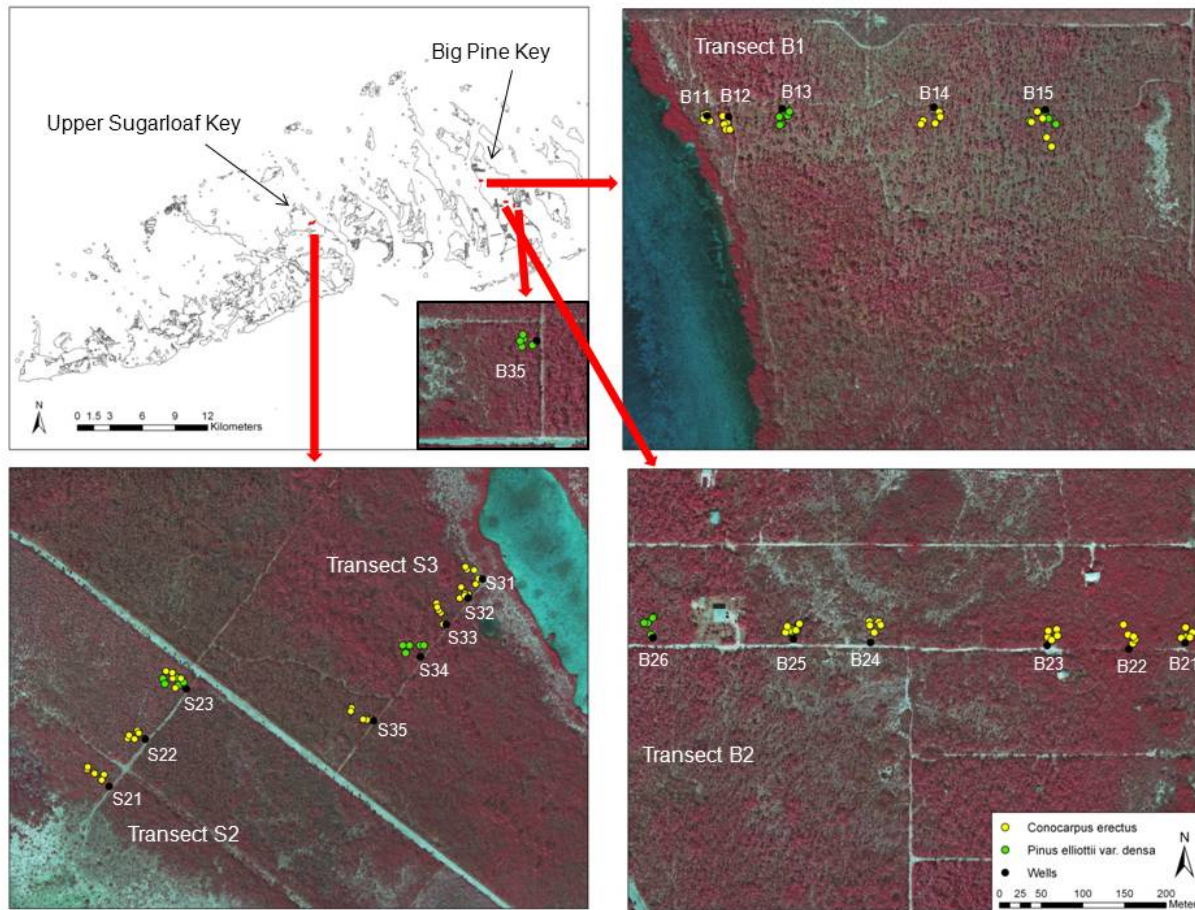 Big Pine Key
Upper Sugarloaf Key
N
0 1.5 3 6 9 12
Kilometers
B35
Transect B1
B11 B12 B13 B14 B15
Transect S3
S31
S32
S33
S34
S35
S23
S22
S21
Transect S2
B26 B25 B24 B23 B22 B21
Transect B2
Conocarpus erectus
Pinus elliottii var. densa
Wells
N
0 25 50 100 150 200
Meter